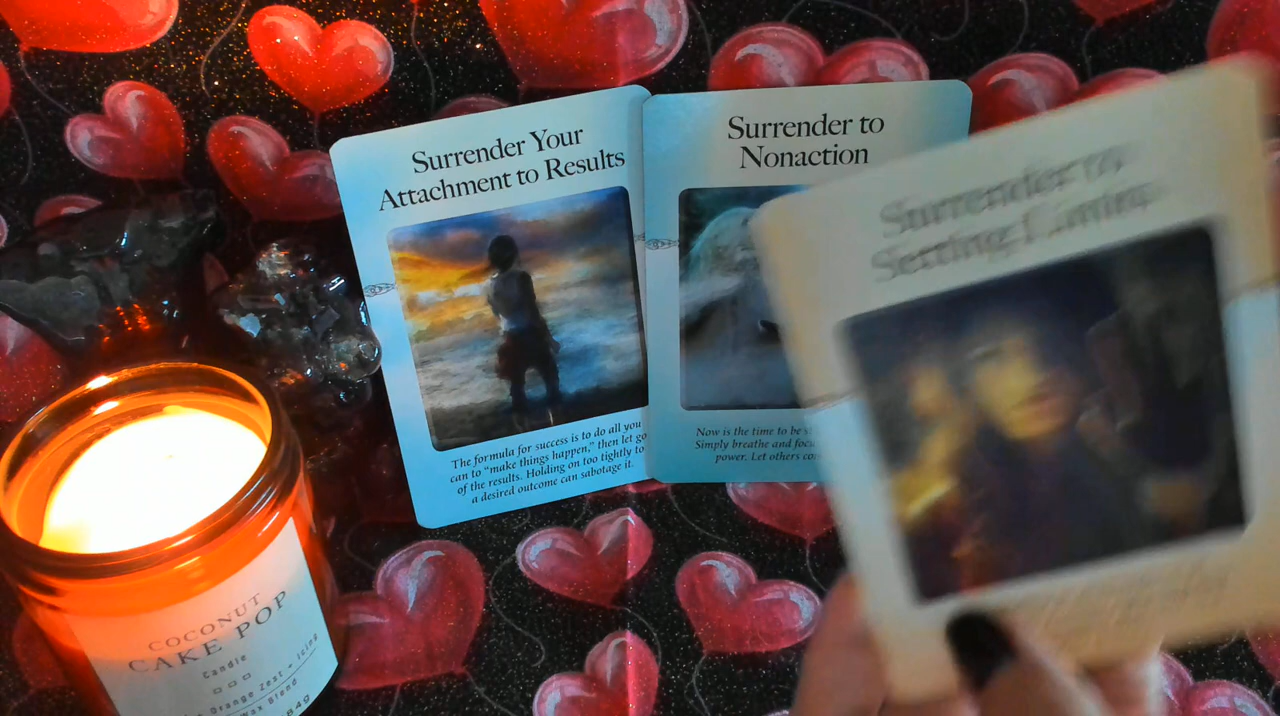 Surrender Your
Attachment to Results
The formula for success is to do all you
can to “make things happen,” then let go
of the results. Holding on too tightly to
a desired outcome can sabotage it.
Surrender to
Nonaction
Now is the time to be
Simply breathe and
power. Let others
Surrender to
Setting
COCONUT
CAKE POP
Candle
Orange Zest + Icing
Wax Blend